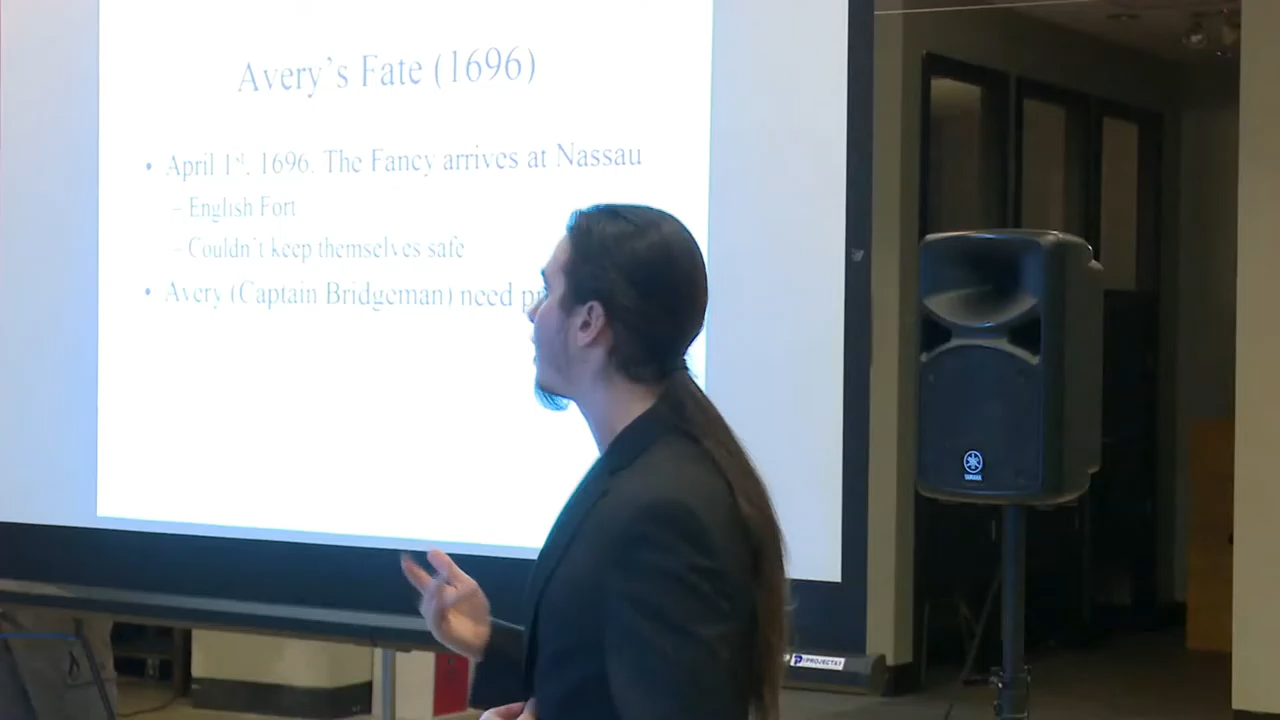 Avery's Fate (1696)
• April 1st, 1696. The Fancy arrives at Nassau
– English Fort
– Couldn't keep themselves safe
• Avery (Captain Bridgeman) need
YAMAHA